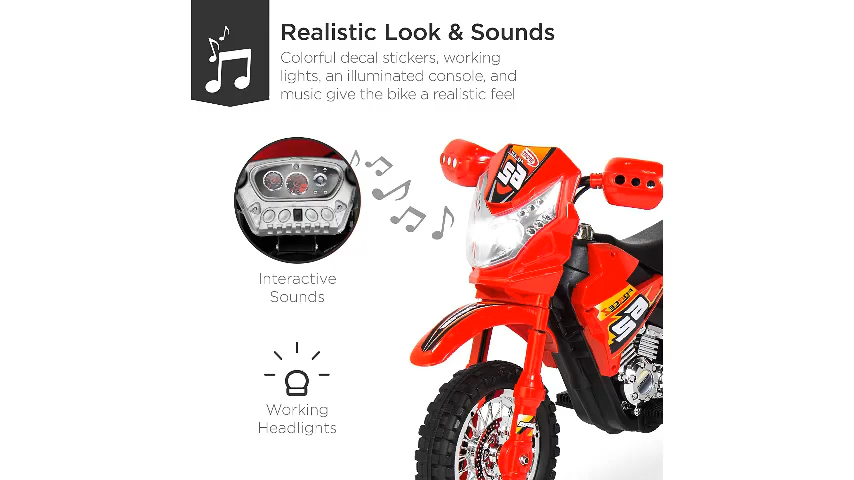 Realistic Look & Sounds
Colorful decal stickers, working
lights, an illuminated console, and
music give the bike a realistic feel
Interactive
Sounds
Working
Headlights